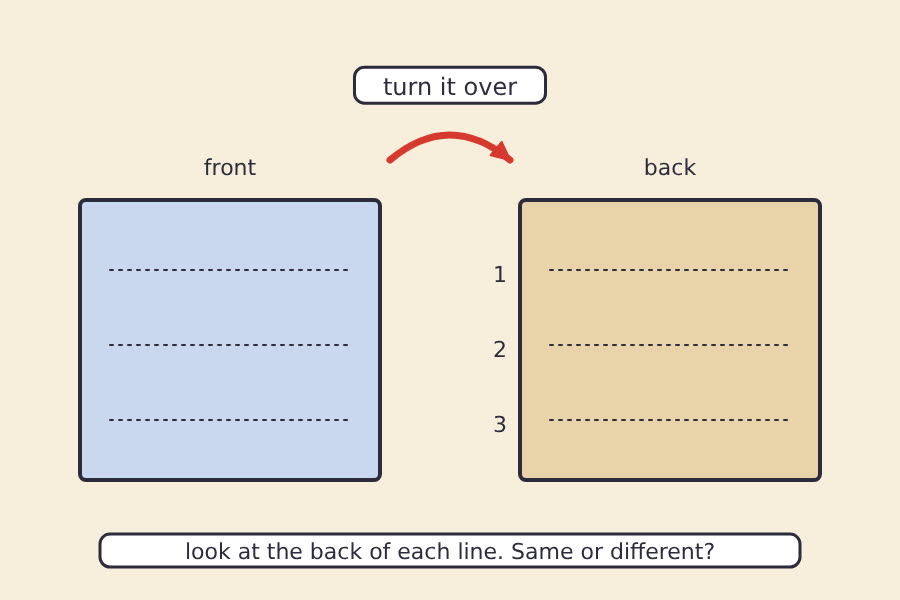 turn it over
front
back
1
2
3
look at the back of each line. Same or different?